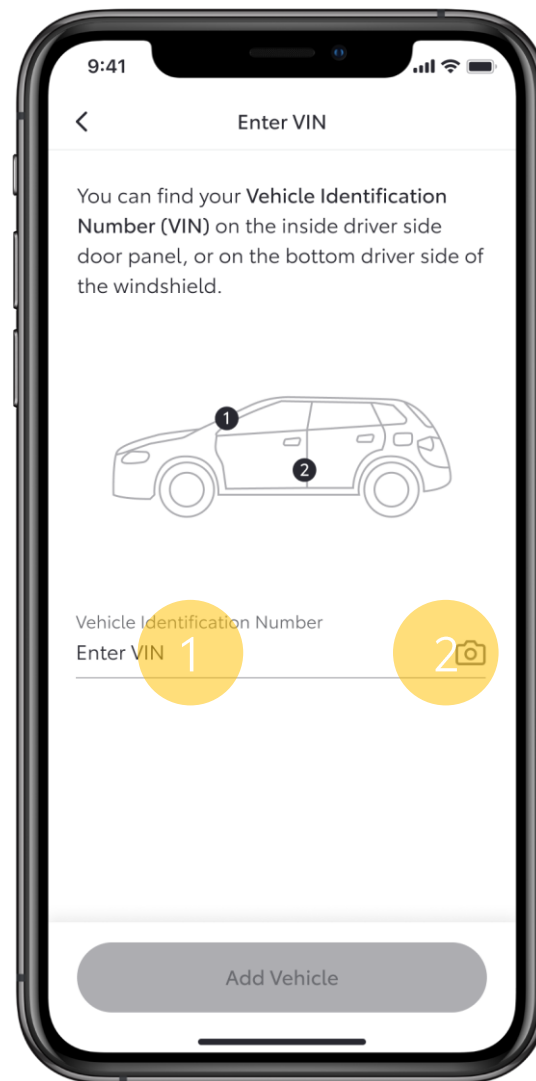 9:41
Enter VIN
You can find your Vehicle Identification
Number (VIN) on the inside driver side
door panel, or on the bottom driver side of
the windshield.
1
2
Vehicle Identification Number
Enter VIN
1
2
Add Vehicle